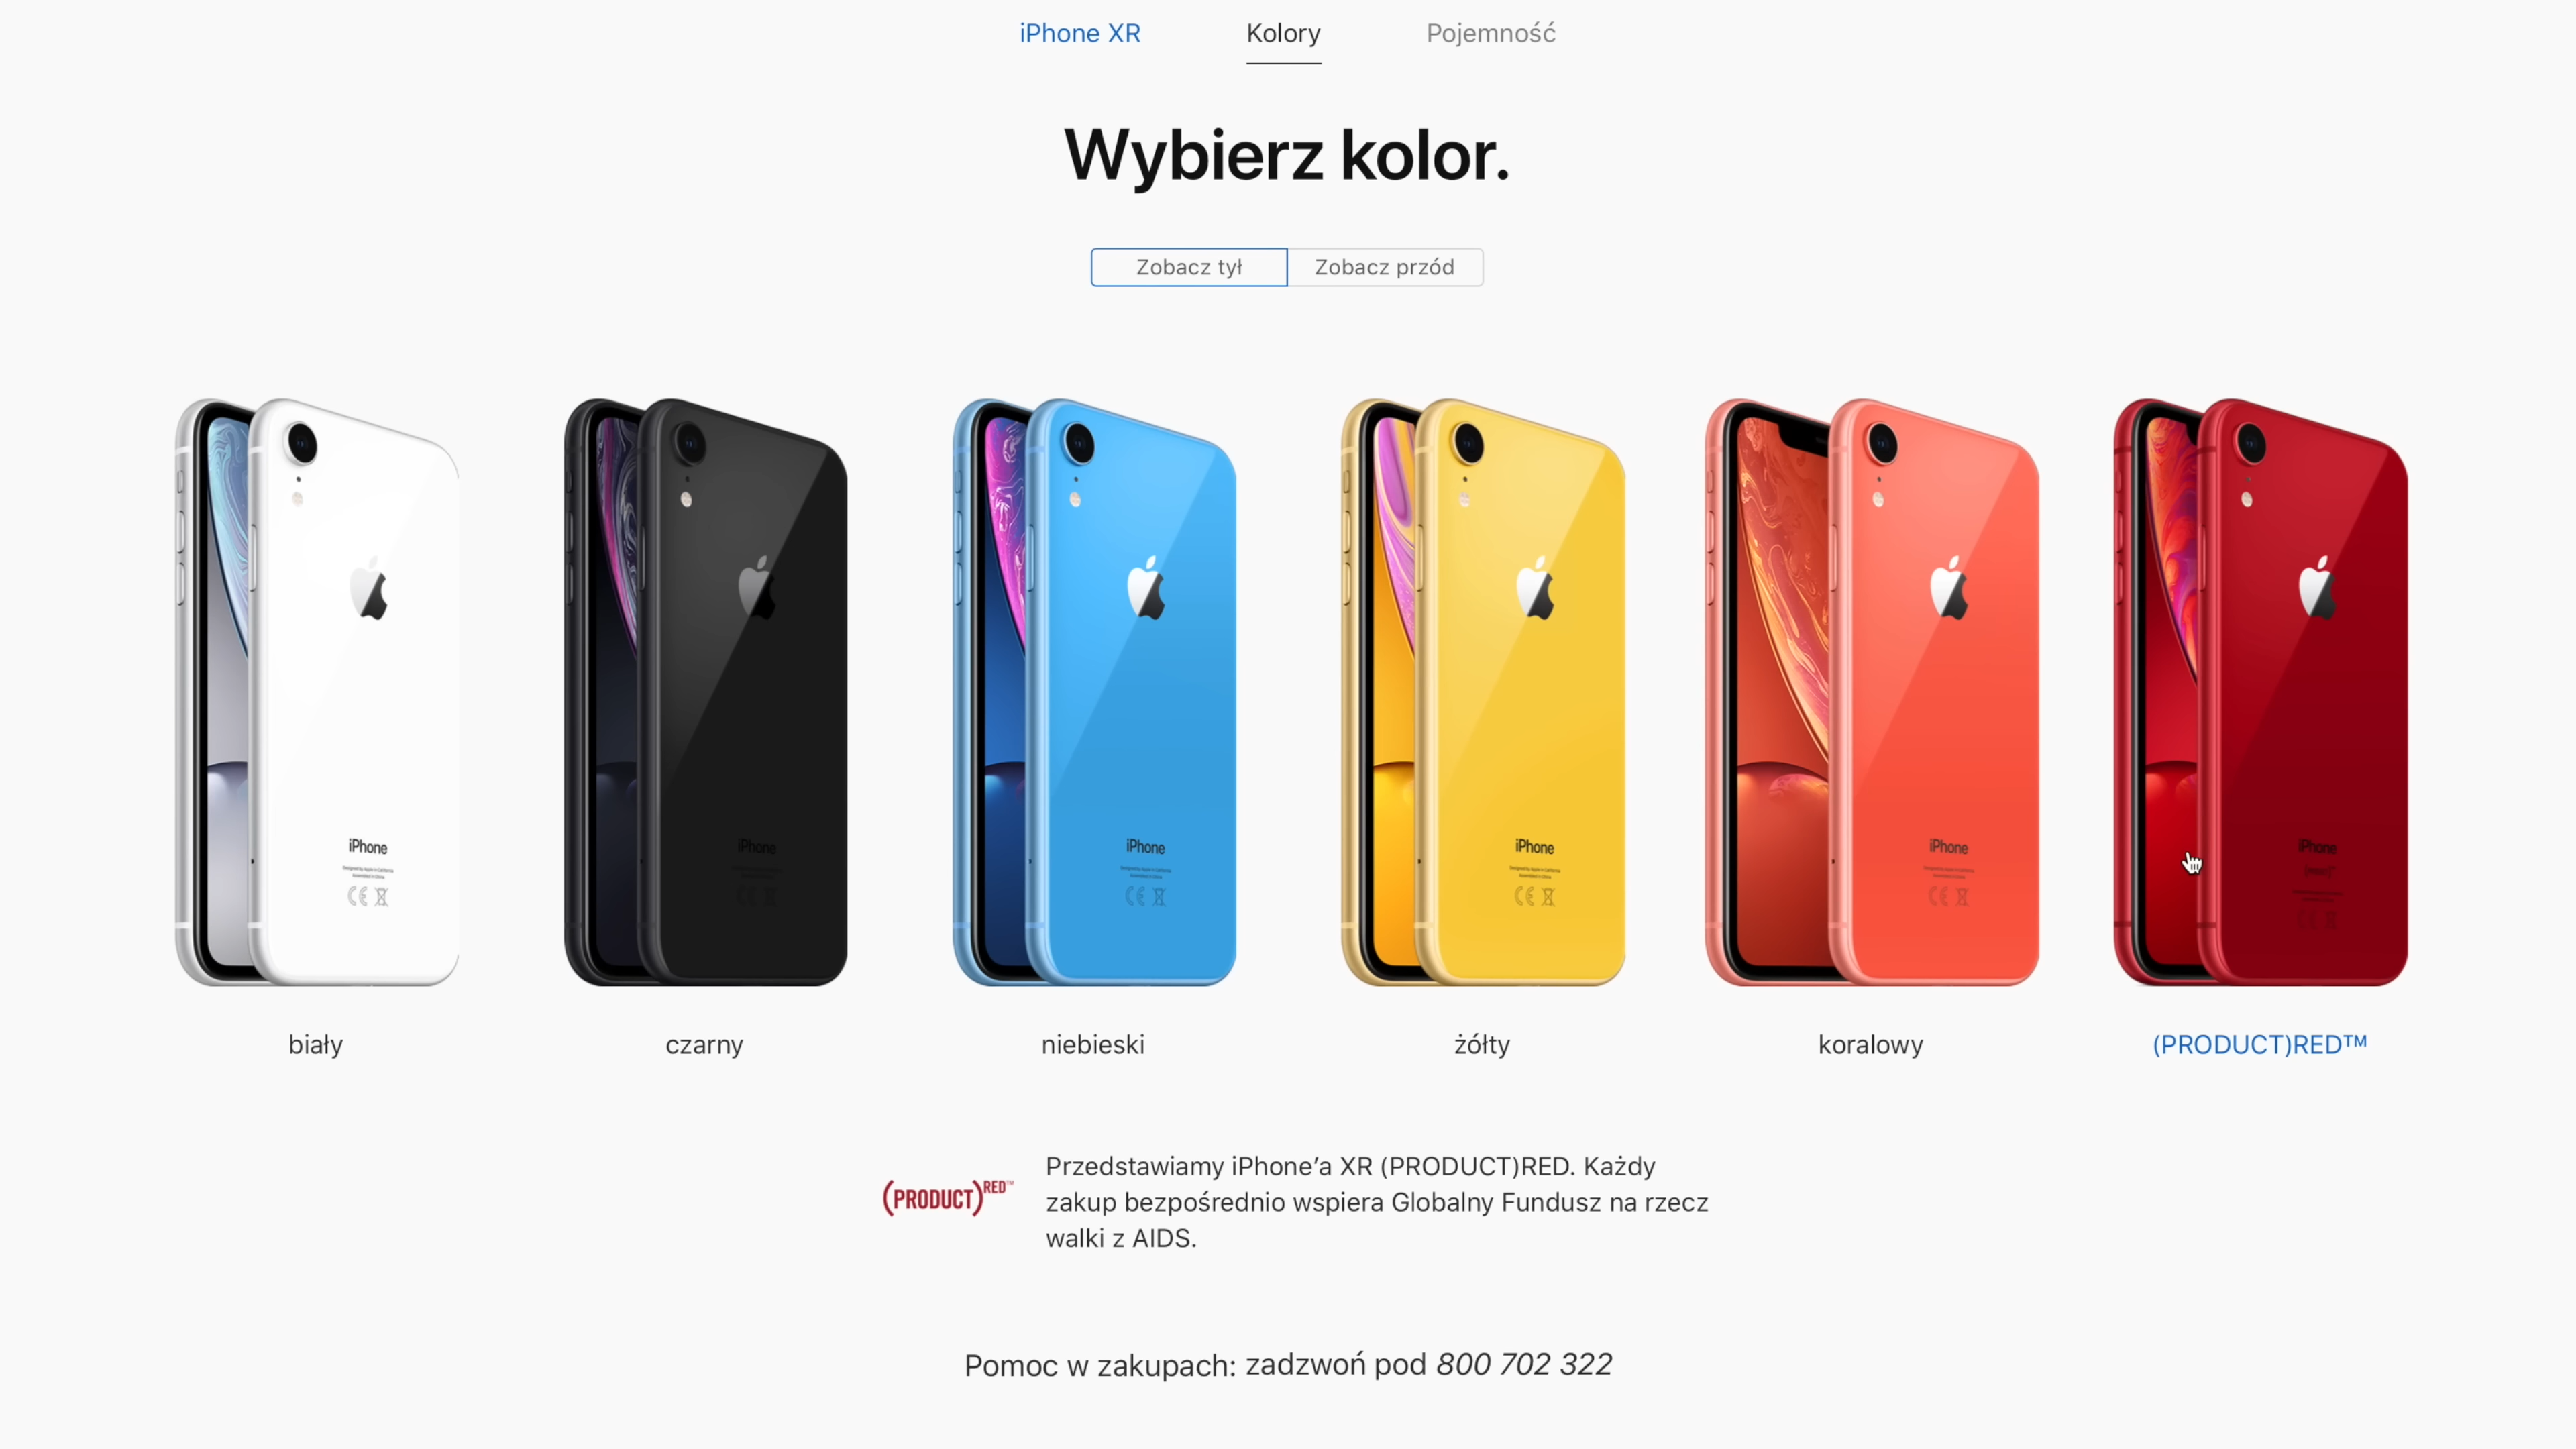 iPhone XR
Kolory
Pojemność
Wybierz kolor.
Zobacz tył
Zobacz przód
iPhone
iPhone
iPhone
iPhone
iPhone
iPhone
biały
czarny
niebieski
żółty
koralowy
(PRODUCT)RED™
(PRODUCT)RED™
Przedstawiamy iPhone’a XR (PRODUCT)RED. Każdy
zakup bezpośrednio wspiera Globalny Fundusz na rzecz
walki z AIDS.
Pomoc w zakupach: zadzwoń pod 800 702 322